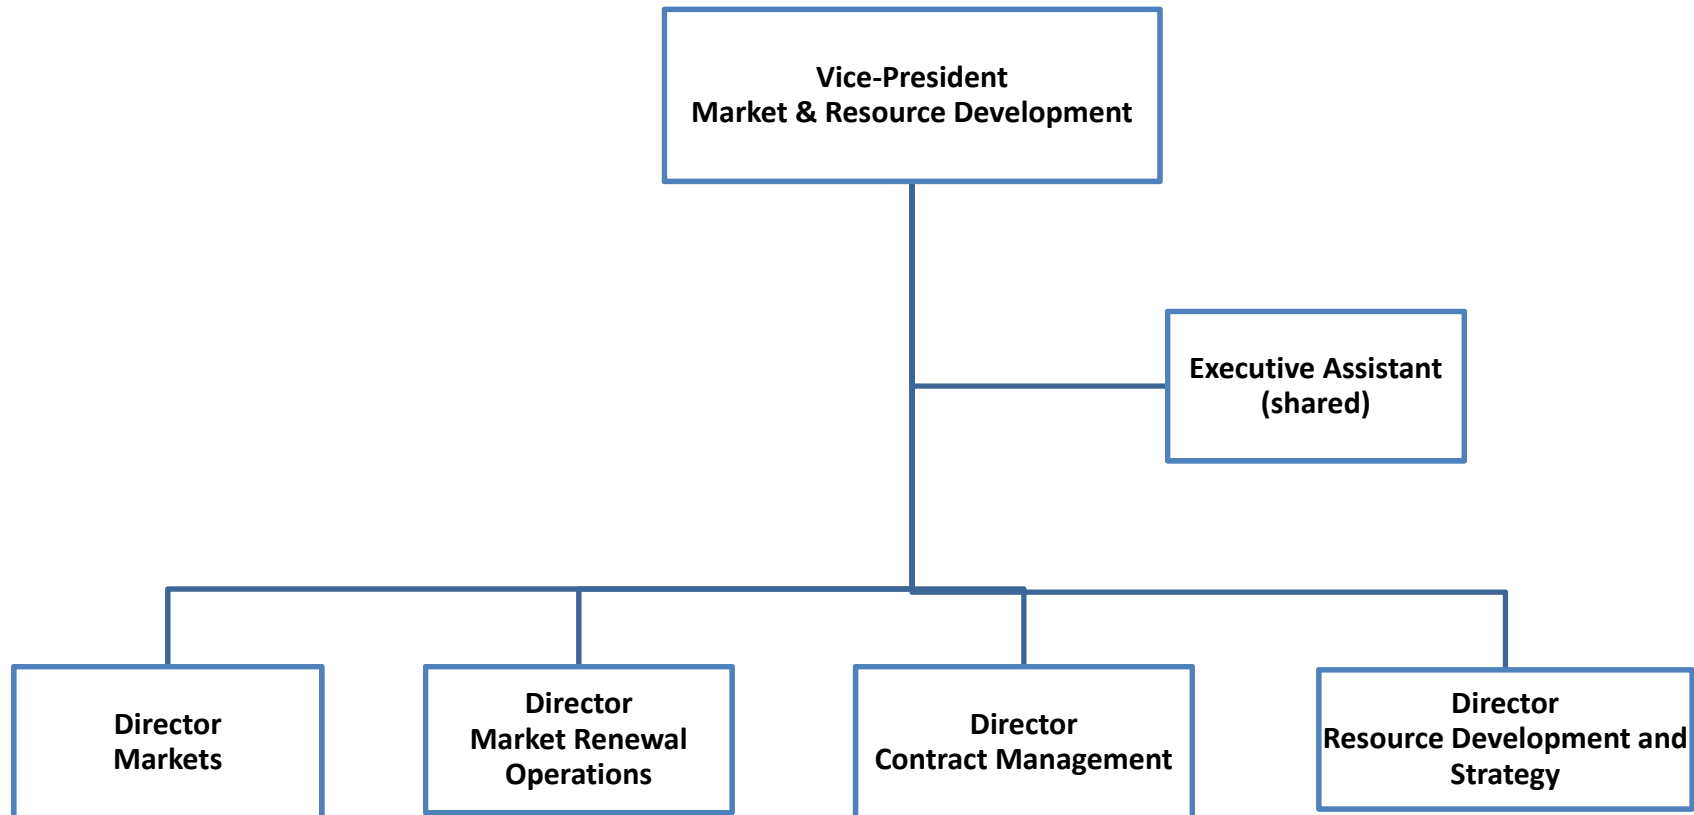 Vice-President
Market & Resource Development
Executive Assistant
(shared)
Director
Markets
Director
Market Renewal
Operations
Director
Contract Management
Director
Resource Development and
Strategy